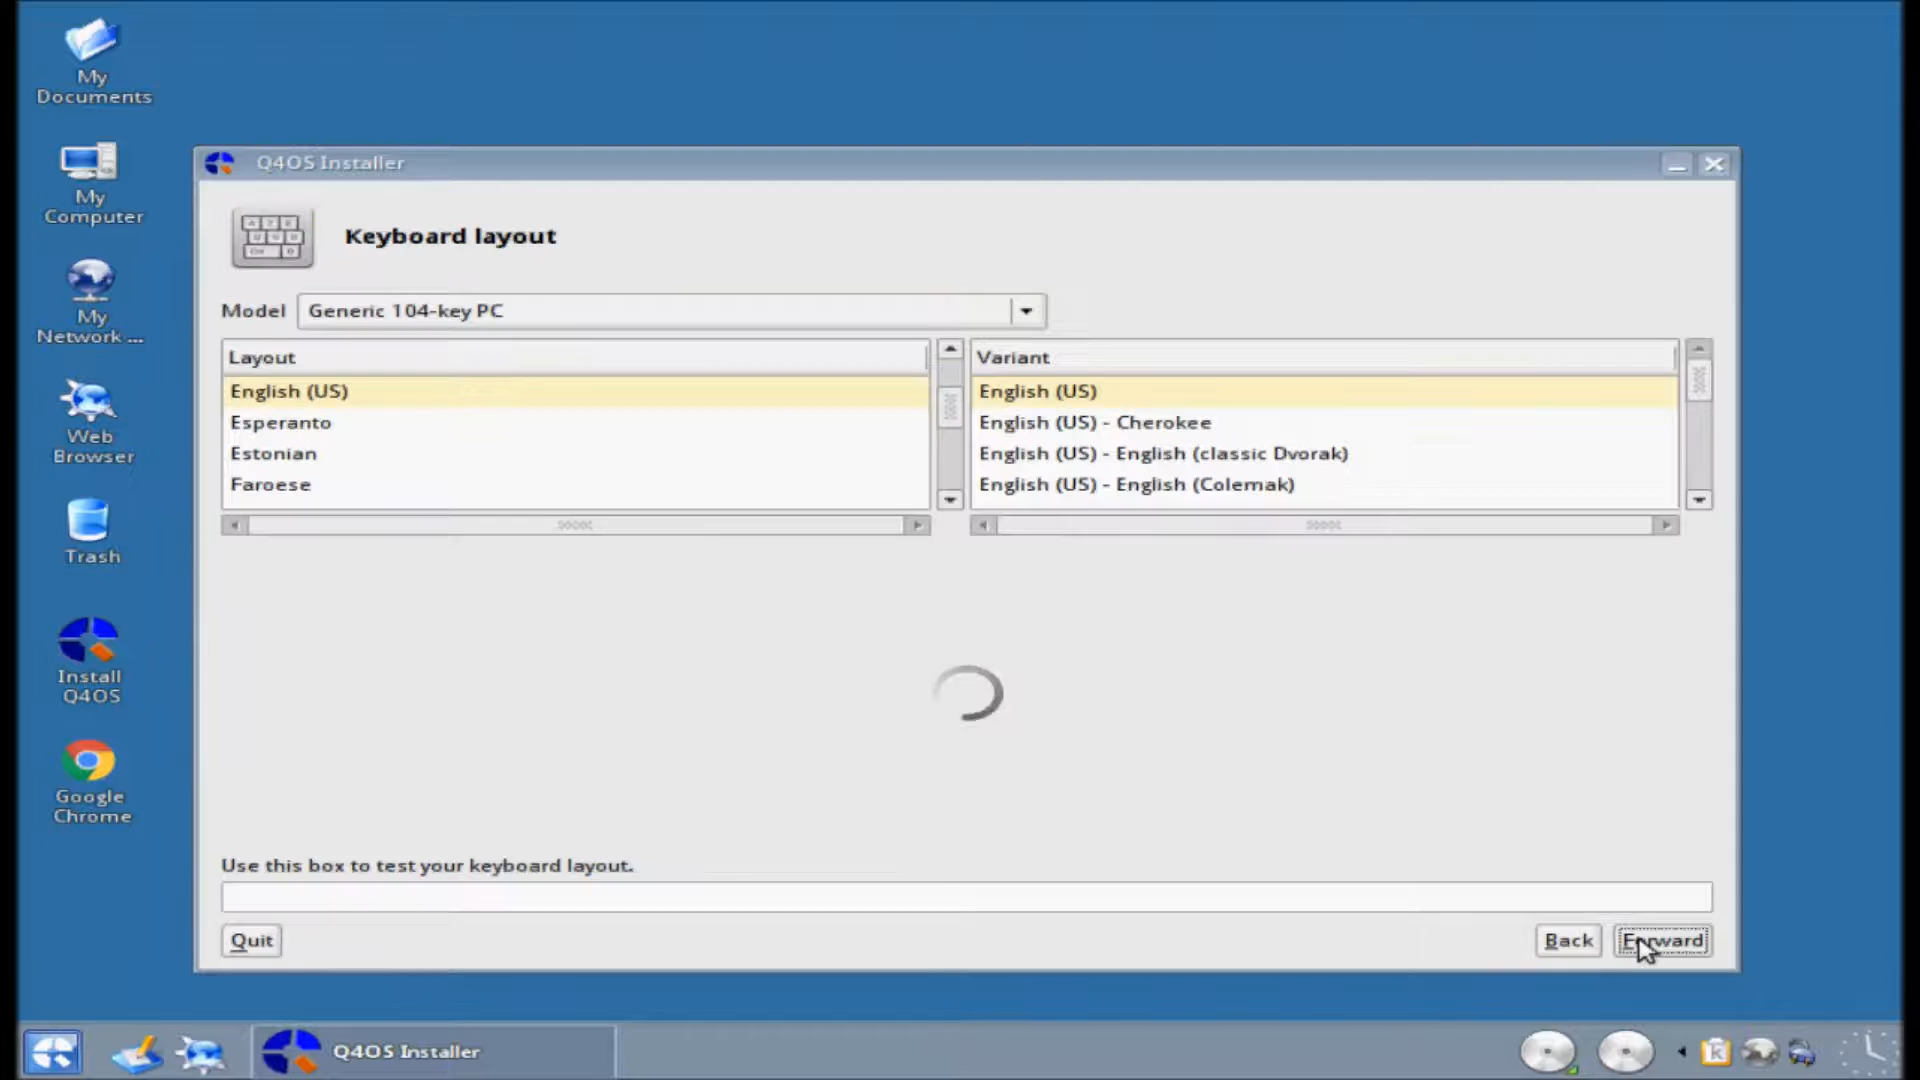 My
Documents
My
Computer
My
Network ...
Web
Browser
Trash
Install
Q4OS
Google
Chrome
Q4OS Installer
Keyboard layout
Model Generic 104-key PC
Layout
English (US)
Esperanto
Estonian
Faroese
Variant
English (US)
English (US) - Cherokee
English (US) - English (classic Dvorak)
English (US) - English (Colemak)
Use this box to test your keyboard layout.
Quit
Back
Forward
Q4OS Installer